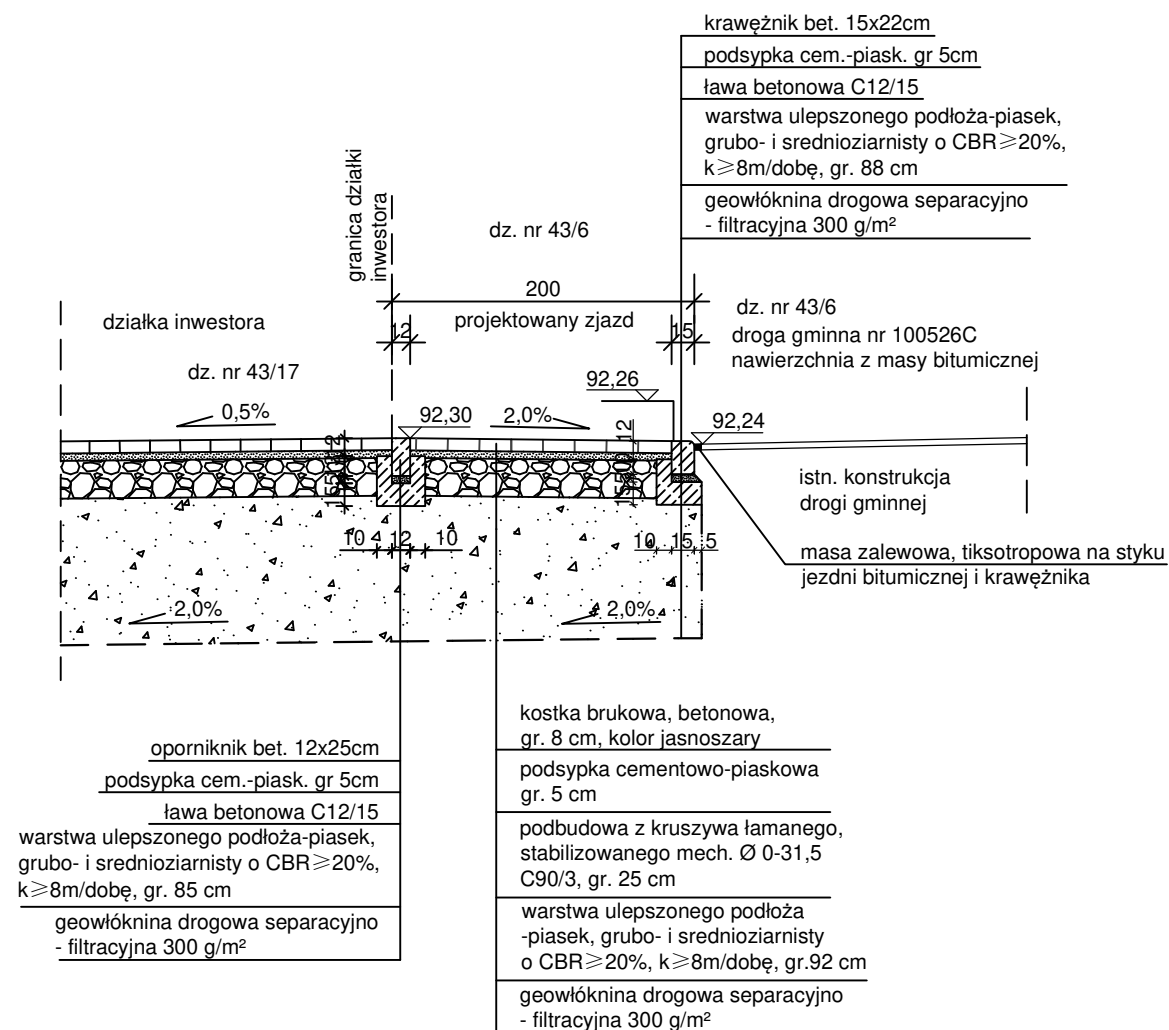 krawężnik bet. 15x22cm
podsypka cem.-piask. gr 5cm
ława betonowa C12/15
warstwa ulepszonego podłoża-piasek,
grubo- i srednioziarnisty o CBR≥20%,
k≥8m/dobę, gr. 88 cm
geowłóknina drogowa separacyjno
- filtracyjna 300 g/m²
granica działki
inwestora
dz. nr 43/6
200
działka inwestora
projektowany zjazd
dz. nr 43/6
12
15
droga gminna nr 100526C
nawierzchnia z masy bitumicznej
dz. nr 43/17
92,26
0,5%
92,30
2,0%
12
92,24
istn. konstrukcja
drogi gminnej
10
12
10
10
15
5
masa zalewowa, tiksotropowa na styku
jezdni bitumicznej i krawężnika
2,0%
2,0%
oporniknik bet. 12x25cm
podsypka cem.-piask. gr 5cm
ława betonowa C12/15
warstwa ulepszonego podłoża-piasek,
grubo- i srednioziarnisty o CBR≥20%,
k≥8m/dobę, gr. 85 cm
geowłóknina drogowa separacyjno
- filtracyjna 300 g/m²
kostka brukowa, betonowa,
gr. 8 cm, kolor jasnoszary
podsypka cementowo-piaskowa
gr. 5 cm
podbudowa z kruszywa łamanego,
stabilizowanego mech. Ø 0-31,5
C90/3, gr. 25 cm
warstwa ulepszonego podłoża
-piasek, grubo- i srednioziarnisty
o CBR≥20%, k≥8m/dobę, gr.92 cm
geowłóknina drogowa separacyjno
- filtracyjna 300 g/m²